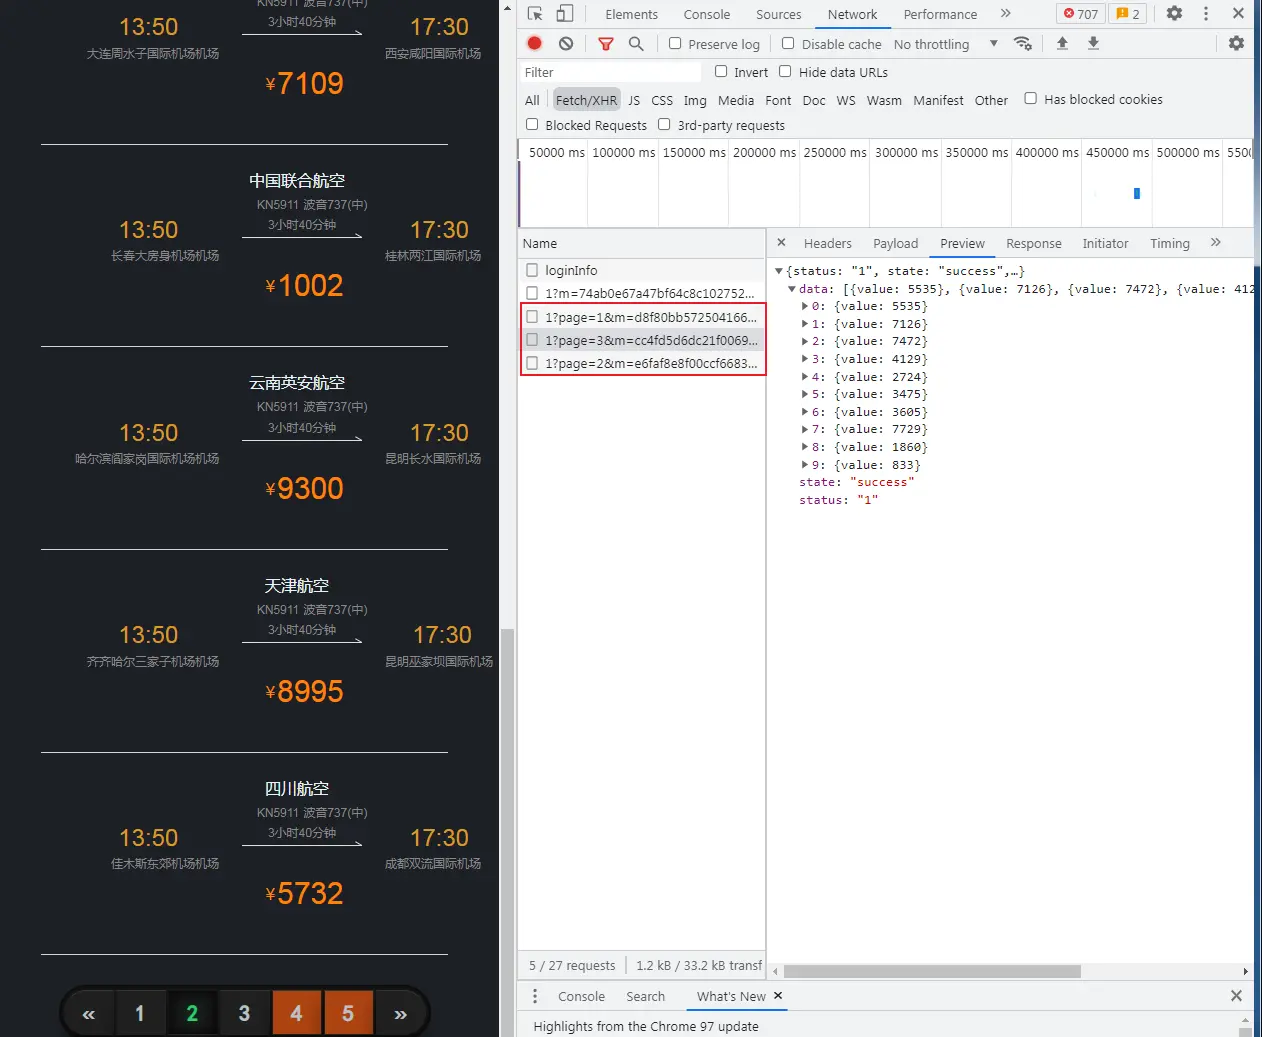 KN5911 波音737(中)
13:50
3小时40分钟
17:30
大连周水子国际机场机场
西安咸阳国际机场
¥7109
中国联合航空
KN5911 波音737(中)
13:50
3小时40分钟
17:30
长春大房身机场机场
桂林两江国际机场
¥1002
云南英安航空
KN5911 波音737(中)
13:50
3小时40分钟
17:30
哈尔滨阎家岗国际机场机场
昆明长水国际机场
¥9300
天津航空
KN5911 波音737(中)
13:50
3小时40分钟
17:30
齐齐哈尔三家子机场机场
昆明巫家坝国际机场
¥8995
四川航空
KN5911 波音737(中)
13:50
3小时40分钟
17:30
佳木斯东郊机场机场
成都双流国际机场
¥5732
« 1 2 3 4 5 »
Elements Console Sources Network Performance » 707 2
Preserve log Disable cache No throttling
Filter Invert Hide data URLs
All Fetch/XHR JS CSS Img Media Font Doc WS Wasm Manifest Other Has blocked cookies
Blocked Requests 3rd-party requests
50000 ms 100000 ms 150000 ms 200000 ms 250000 ms 300000 ms 350000 ms 400000 ms 450000 ms 500000 ms 550
Name
loginInfo
1?m=74ab0e67a47bf64c8c102752...
1?page=1&m=d8f80bb572504166...
1?page=3&m=cc4fd5d6dc21f0069...
1?page=2&m=e6faf8e8f00ccf6683...
5 / 27 requests 1.2 kB / 33.2 kB transf
× Headers Payload Preview Response Initiator Timing »
{status: "1", state: "success",…}
data: [{value: 5535}, {value: 7126}, {value: 7472}, {value: 412
0: {value: 5535}
1: {value: 7126}
2: {value: 7472}
3: {value: 4129}
4: {value: 2724}
5: {value: 3475}
6: {value: 3605}
7: {value: 7729}
8: {value: 1860}
9: {value: 833}
state: "success"
status: "1"
Console Search What's New ×
Highlights from the Chrome 97 update